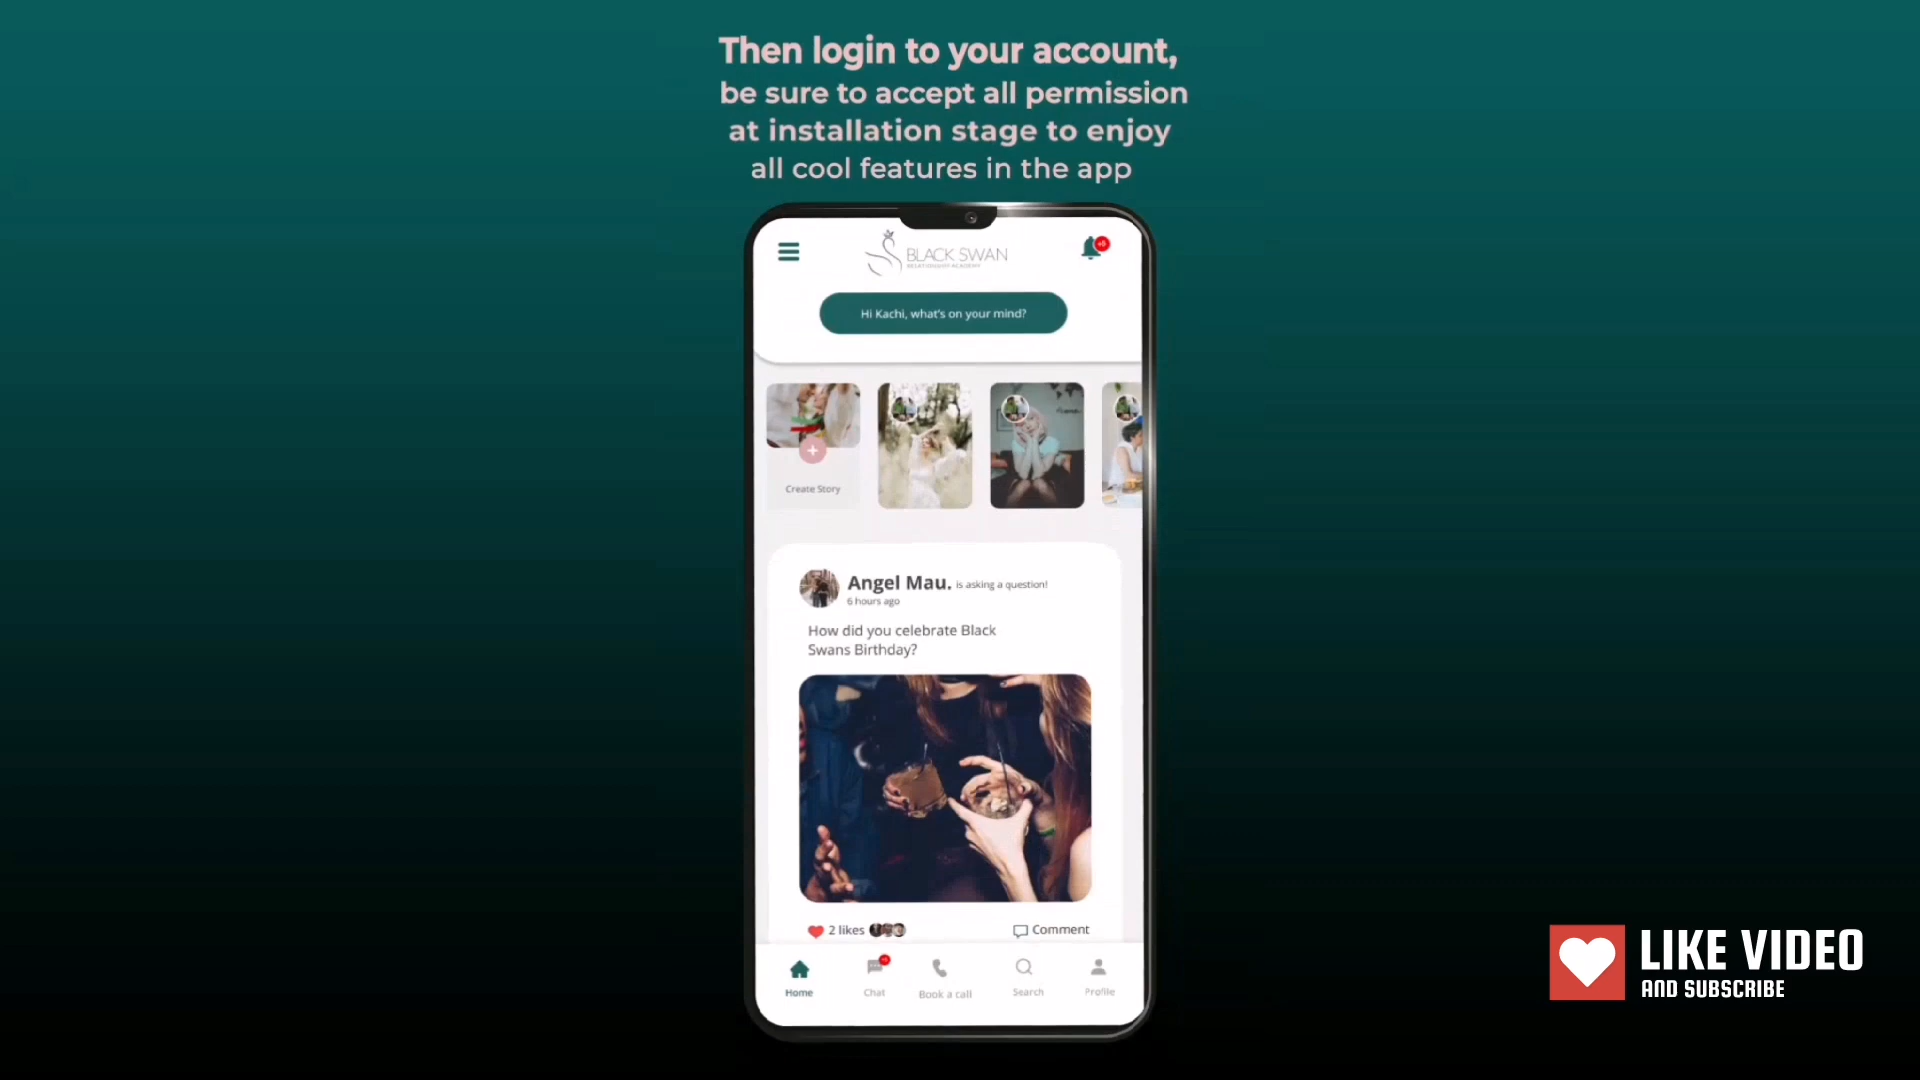 Then login to your account,
be sure to accept all permission
at installation stage to enjoy
all cool features in the app
BLACK SWAN
RELATIONSHIP ACADEMY
Hi Kachi, what's on your mind?
Create Story
Angel Mau. is asking a question!
6 hours ago
How did you celebrate Black
Swans Birthday?
2 likes
Comment
Home
Chat
Book a call
Search
Profile
LIKE VIDEO
AND SUBSCRIBE